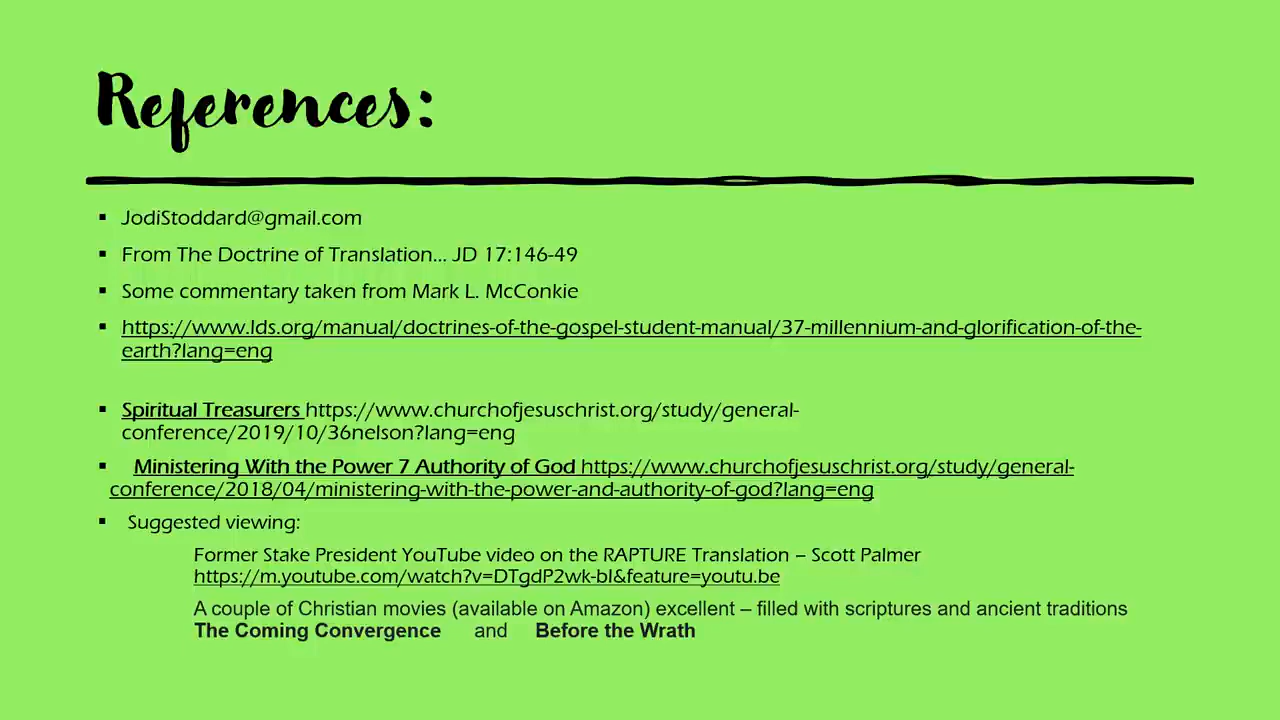 References:
▪ JodiStoddard@gmail.com
▪ From The Doctrine of Translation... JD 17:146-49
▪ Some commentary taken from Mark L. McConkie
▪ https://www.lds.org/manual/doctrines-of-the-gospel-student-manual/37-millennium-and-glorification-of-the-
earth?lang=eng
▪ Spiritual Treasurers https://www.churchofjesuschrist.org/study/general-
conference/2019/10/36nelson?lang=eng
▪ Ministering With the Power 7 Authority of God https://www.churchofjesuschrist.org/study/general-
conference/2018/04/ministering-with-the-power-and-authority-of-god?lang=eng
▪ Suggested viewing:
Former Stake President YouTube video on the RAPTURE Translation – Scott Palmer
https://m.youtube.com/watch?v=DTgdP2wk-bI&feature=youtu.be
A couple of Christian movies (available on Amazon) excellent – filled with scriptures and ancient traditions
The Coming Convergence and Before the Wrath